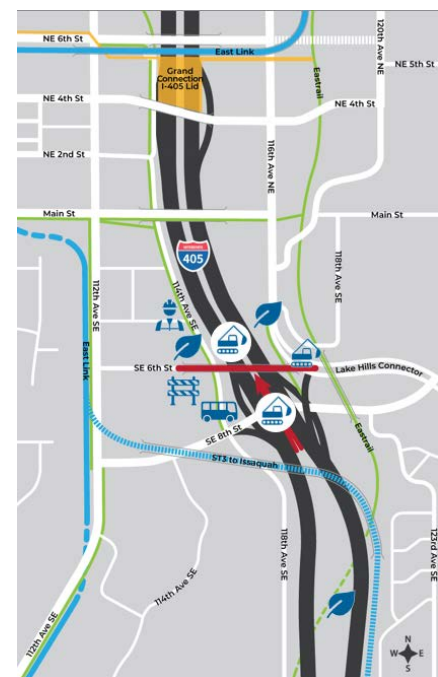 NE 6th St
East Link
120th Ave NE
NE 5th St
Grand
Connection
I-405 Lid
Eastrail
NE 4th St
NE 4th St
116th Ave NE
NE 2nd St
Main St
Main St
405
118th Ave SE
112th Ave SE
114th Ave SE
East Link
SE 6th St
Lake Hills Connector
SE 8th St
Eastrail
ST3 to Issaquah
118th Ave SE
123rd Ave SE
114th Ave SE
112th Ave SE
N
W
E
S